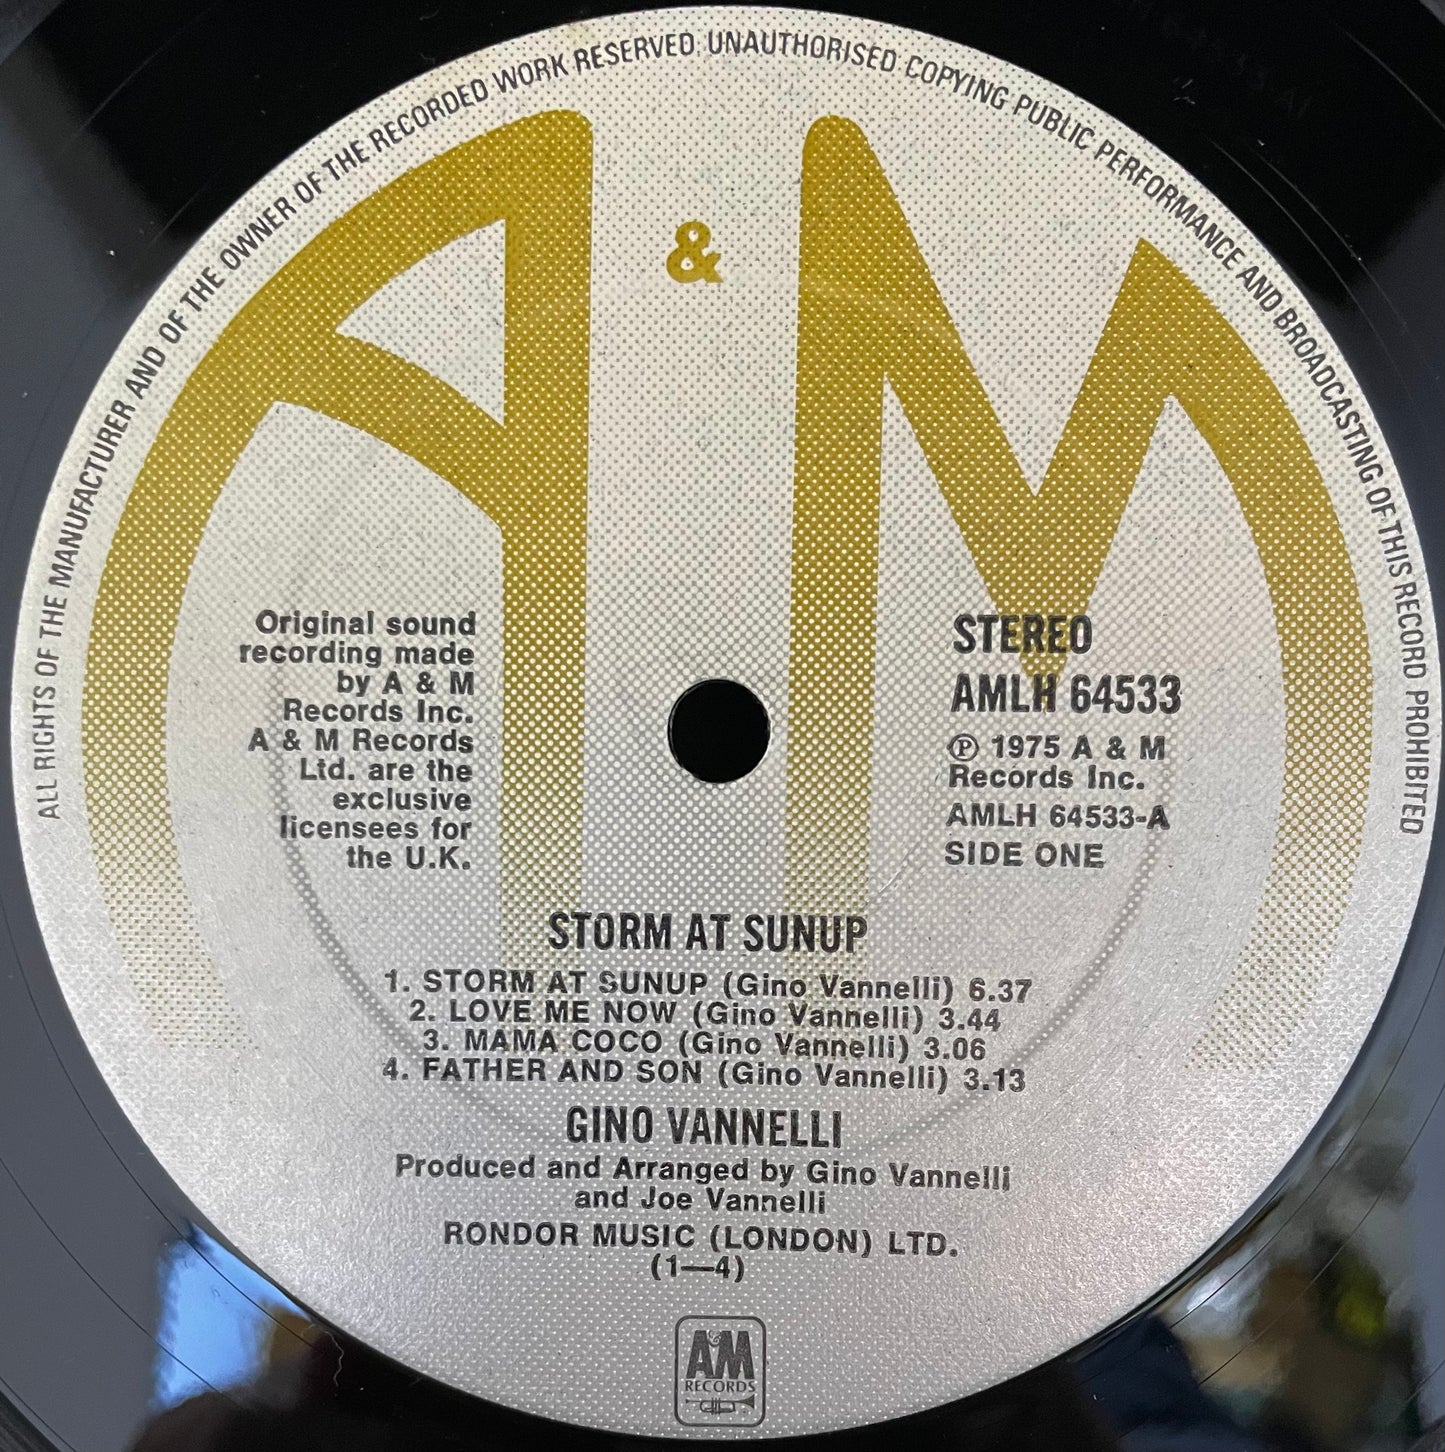 ALL RIGHTS OF THE MANUFACTURER AND OF THE OWNER OF THE RECORDED WORK RESERVED. UNAUTHORISED COPYING PUBLIC PERFORMANCE AND BROADCASTING OF THIS RECORD PROHIBITED
A & M
Original sound
recording made
by A & M
Records Inc.
A & M Records
Ltd. are the
exclusive
licensees for
the U.K.
STEREO
AMLH 64533
℗ 1975 A & M
Records Inc.
AMLH 64533-A
SIDE ONE
STORM AT SUNUP
1. STORM AT SUNUP (Gino Vannelli) 6.37
2. LOVE ME NOW (Gino Vannelli) 3.44
3. MAMA COCO (Gino Vannelli) 3.06
4. FATHER AND SON (Gino Vannelli) 3.13
GINO VANNELLI
Produced and Arranged by Gino Vannelli
and Joe Vannelli
RONDOR MUSIC (LONDON) LTD.
(1—4)
A&M
RECORDS